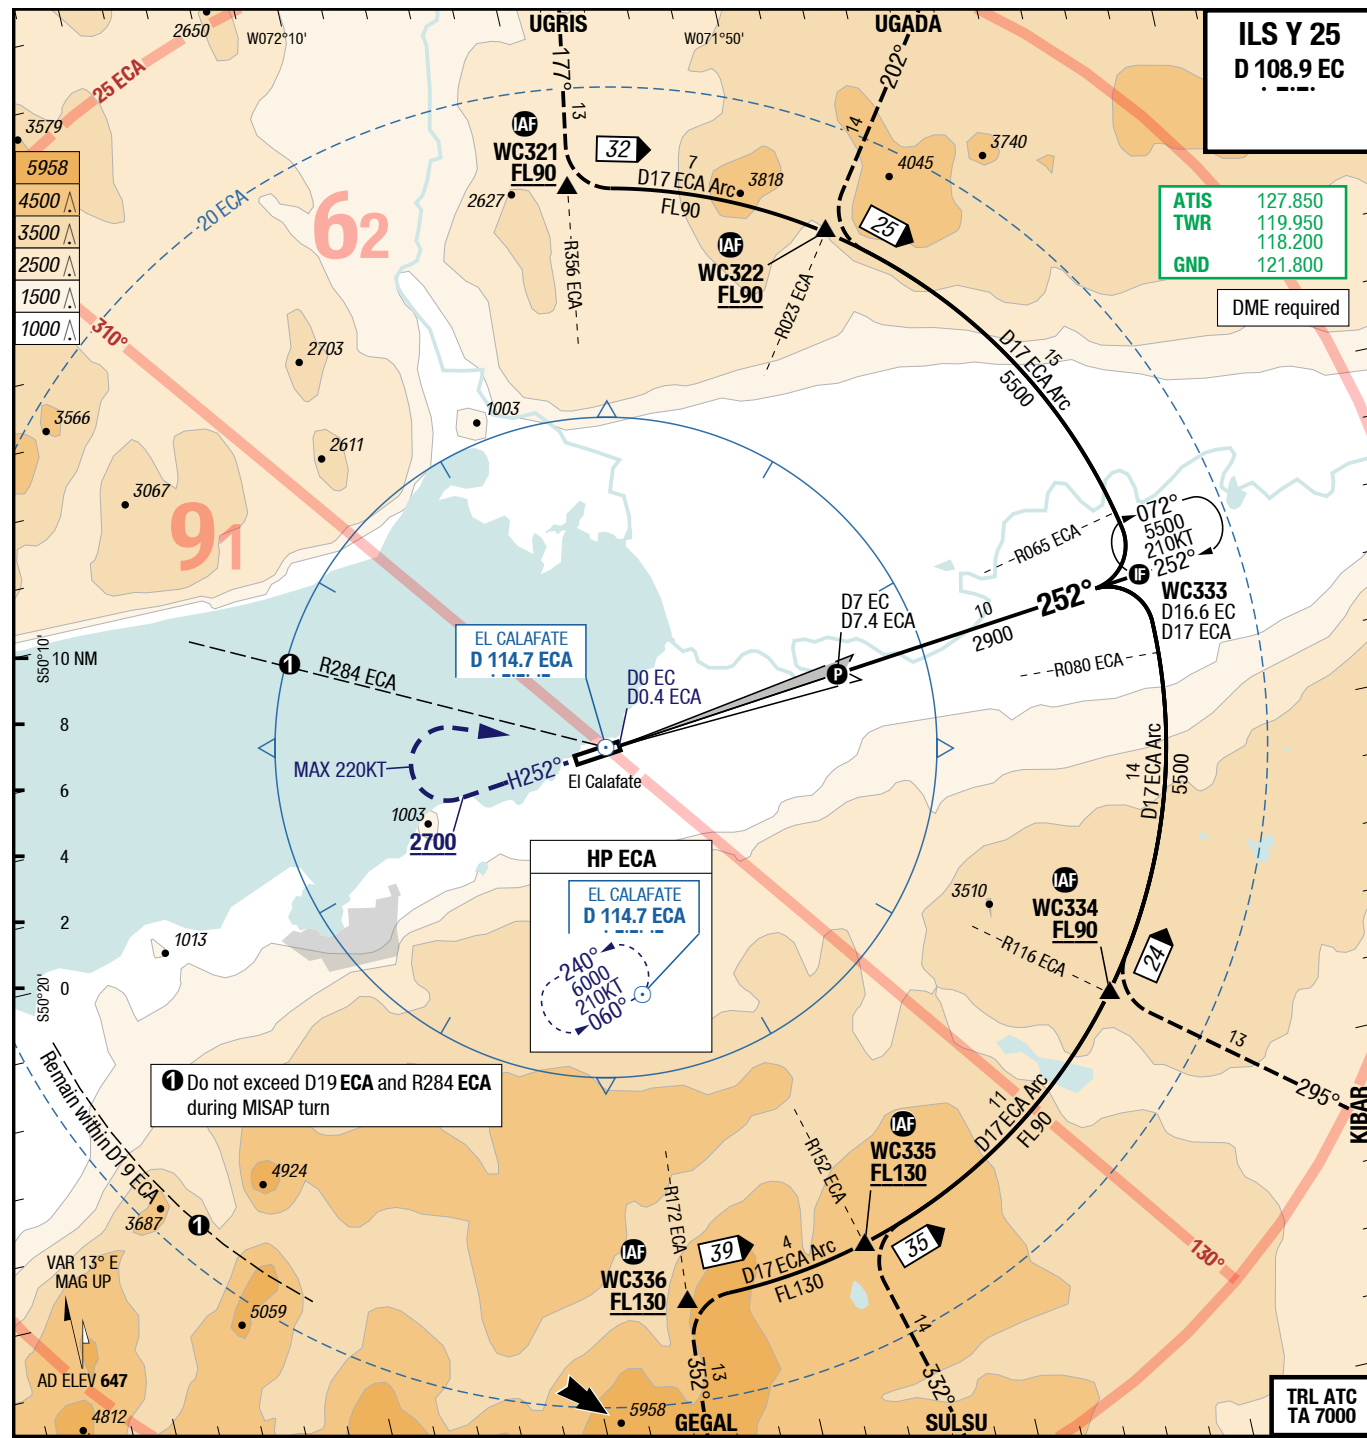 UGRIS
UGADA
ILS Y 25
D 108.9 EC
2650
W072°10'
W071°50'
25 ECA
177°
13
202°
14
3579
5958
4500
3500
2500
1500
1000
20 ECA
62
IAF
WC321
FL90
32
7
D17 ECA Arc
FL90
3818
2627
4045
3740
ATIS 127.850
TWR 119.950
118.200
GND 121.800
DME required
IAF
WC322
FL90
25
R356 ECA
R023 ECA
310°
2703
15
D17 ECA Arc
5500
3566
1003
2611
3067
91
R065 ECA
072°
5500
210KT
252°
IF
WC333
D16.6 EC
D17 ECA
D7 EC
D7.4 ECA
10
252°
2900
P
R080 ECA
S50°10'
10 NM
8
6
4
2
0
S50°20'
1
R284 ECA
EL CALAFATE
D 114.7 ECA
D0 EC
D0.4 ECA
MAX 220KT
H252°
El Calafate
1003
2700
14
D17 ECA Arc
5500
HP ECA
EL CALAFATE
D 114.7 ECA
240°
6000
210KT
060°
IAF
WC334
FL90
3510
R116 ECA
24
1013
13
295°
KIBAR
Remain within D19 ECA
1 Do not exceed D19 ECA and R284 ECA
during MISAP turn
11
D17 ECA Arc
FL90
IAF
WC335
FL130
R152 ECA
4924
3687
1
R172 ECA
IAF
WC336
FL130
39
4
D17 ECA Arc
FL130
35
130°
VAR 13° E
MAG UP
5059
AD ELEV 647
4812
5958
13
352°
GEGAL
14
332°
SULSU
TRL ATC
TA 7000